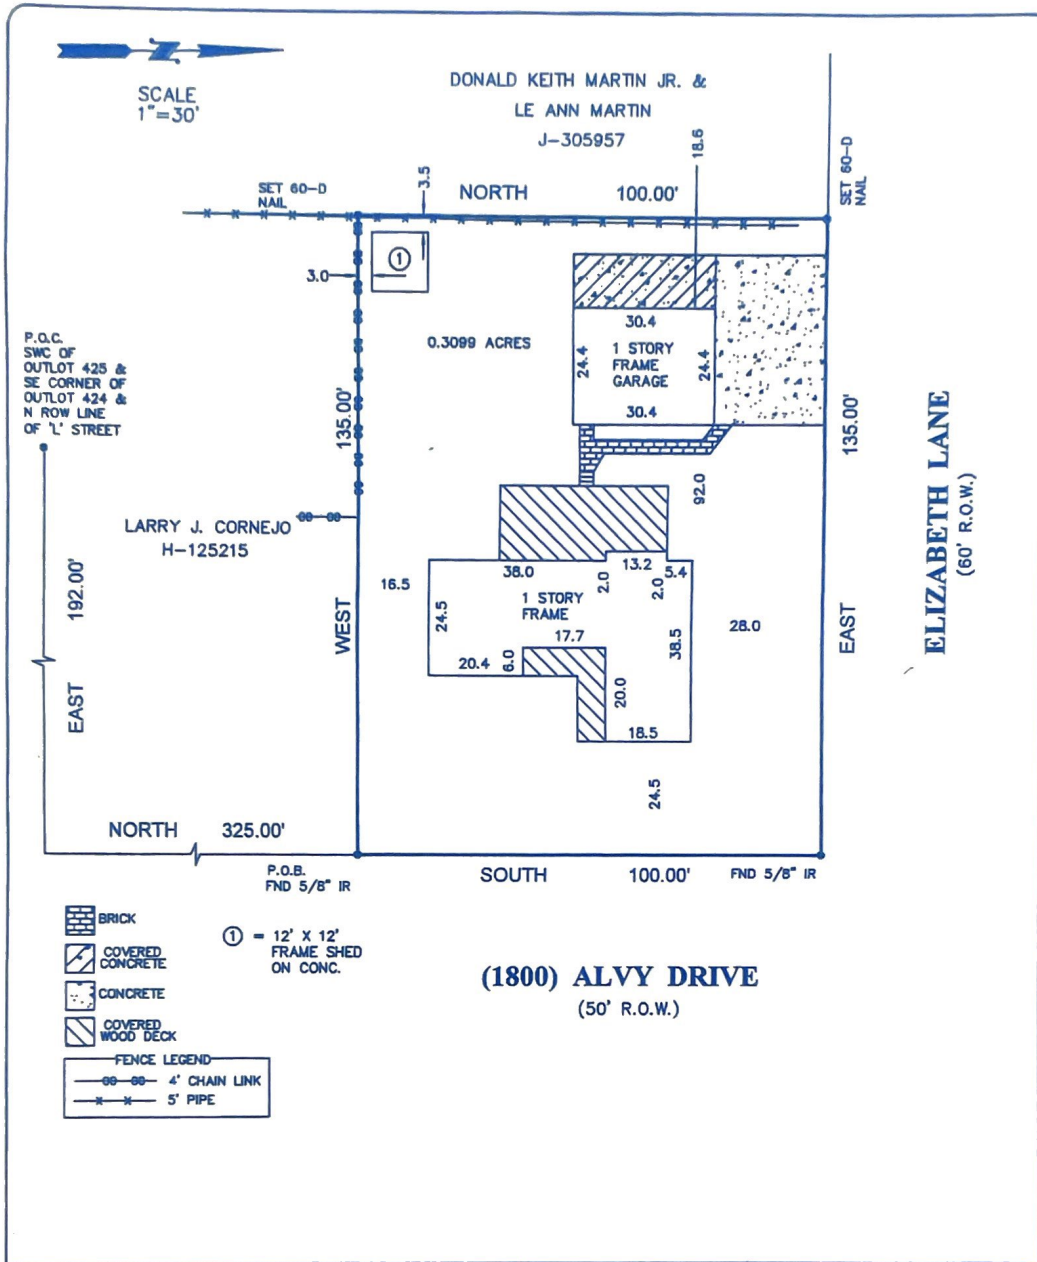 SCALE
1"=30'
DONALD KEITH MARTIN JR. &
LE ANN MARTIN
J-305957
18.6
SET 60-D
NAIL
SET 60-D
NAIL
3.5
NORTH 100.00'
1
3.0
30.4
0.3099 ACRES
24.4
1 STORY
FRAME
GARAGE
24.4
30.4
P.O.C.
SWC OF
OUTLOT 425 &
SE CORNER OF
OUTLOT 424 &
N ROW LINE
OF 'L' STREET
135.00'
135.00'
ELIZABETH LANE
(60' R.O.W.)
92.0
LARRY J. CORNEJO
H-125215
192.00'
EAST
16.5
WEST
38.0
2.0
13.2
2.0
5.4
1 STORY
FRAME
24.5
17.7
38.5
28.0
EAST
20.4
6.0
20.0
18.5
24.5
NORTH 325.00'
P.O.B.
FND 5/8" IR
SOUTH 100.00'
FND 5/8" IR
BRICK
COVERED
CONCRETE
CONCRETE
COVERED
WOOD DECK
1 = 12' X 12'
FRAME SHED
ON CONC.
(1800) ALVY DRIVE
(50' R.O.W.)
FENCE LEGEND
4' CHAIN LINK
5' PIPE